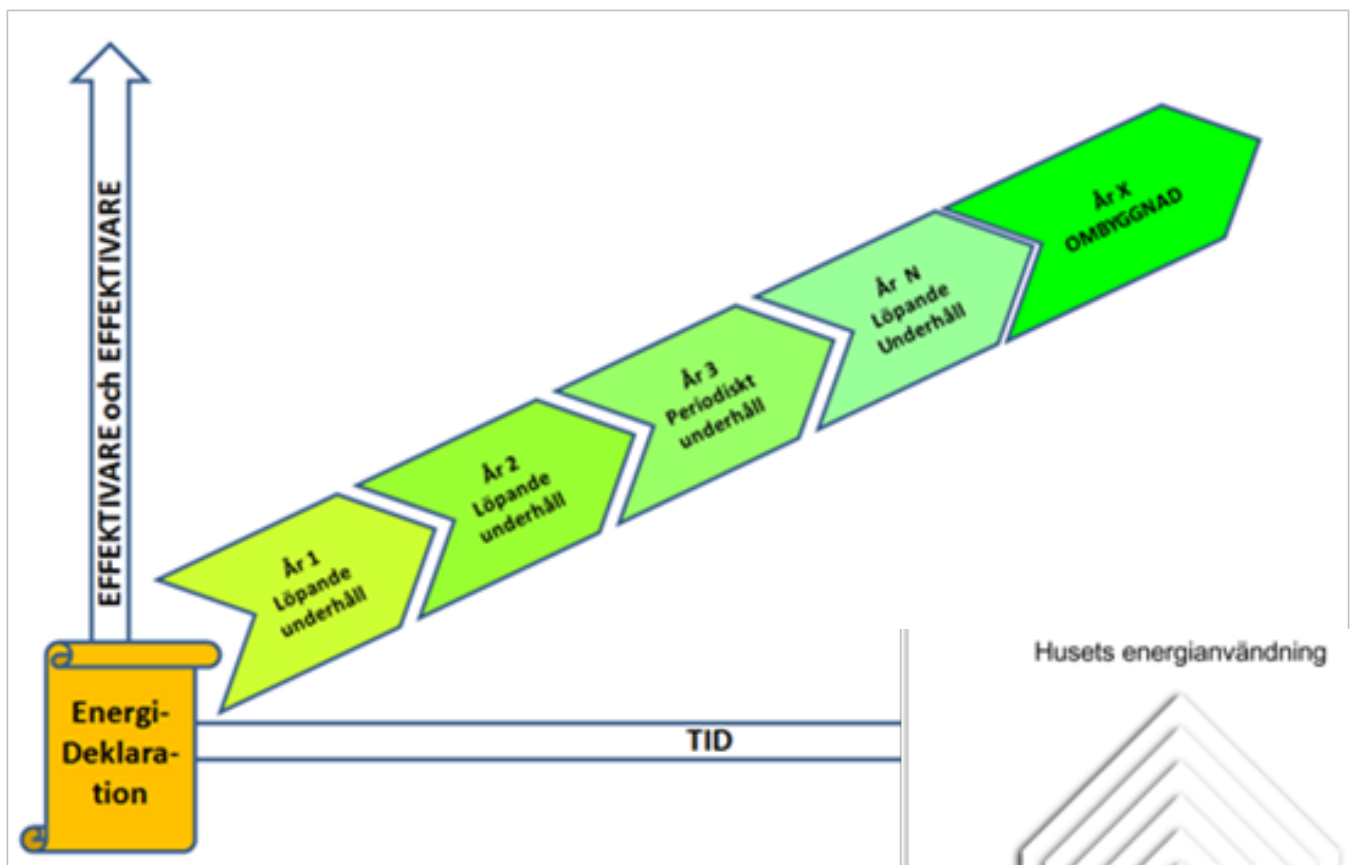 EFFEKTIVARE och EFFEKTIVARE
År 1
Löpande
underhåll
År 2
Löpande
underhåll
År 3
Periodiskt
underhåll
År N
Löpande
Underhåll
År X
OMBYGGNAD
Energi-
Deklara-
tion
TID
Husets energianvändning